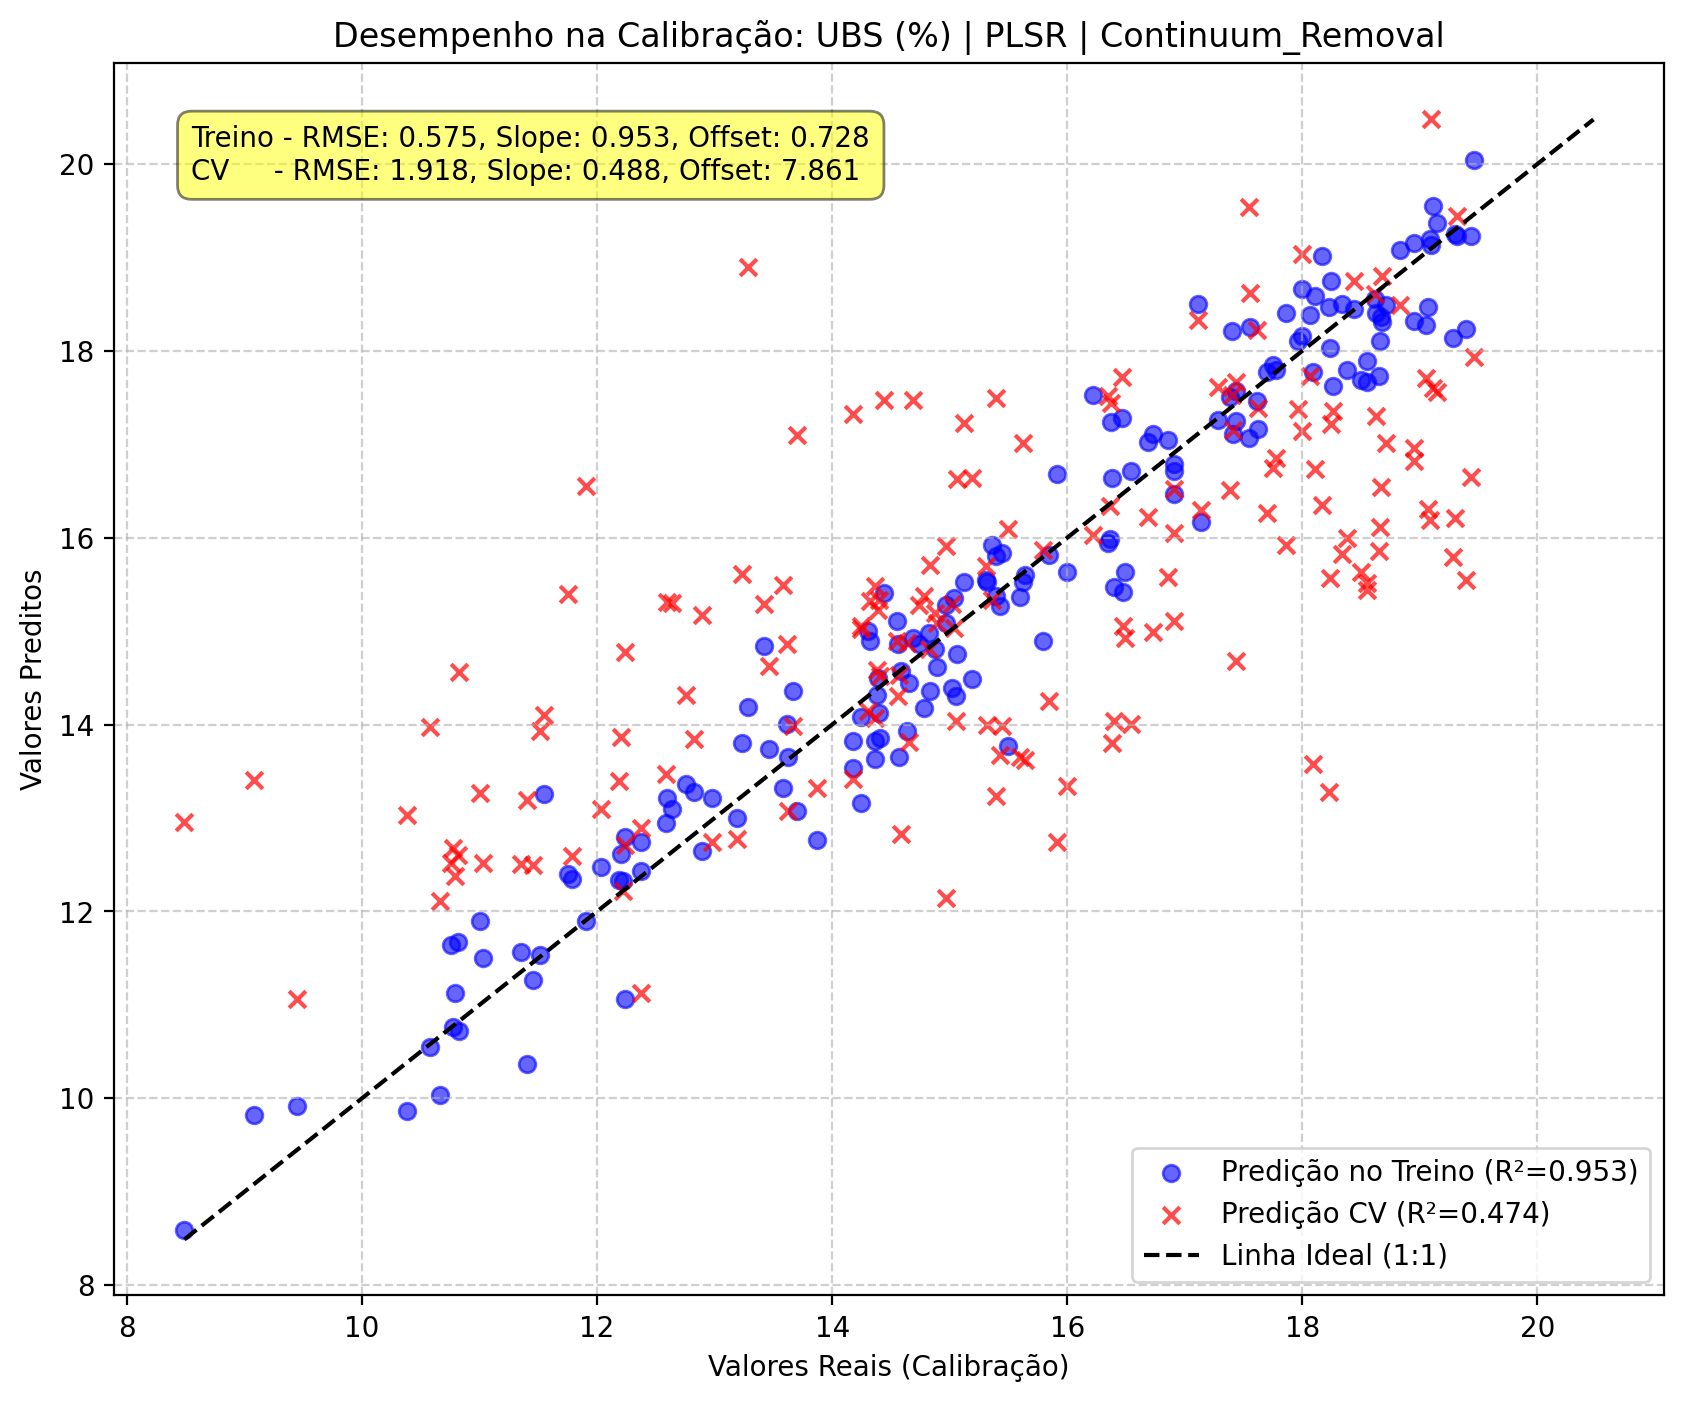 Desempenho na Calibração: UBS (%) | PLSR | Continuum_Removal
Treino - RMSE: 0.575, Slope: 0.953, Offset: 0.728
CV - RMSE: 1.918, Slope: 0.488, Offset: 7.861
Valores Preditos
20
18
16
14
12
10
8
Predição no Treino (R²=0.953)
Predição CV (R²=0.474)
Linha Ideal (1:1)
8 10 12 14 16 18 20
Valores Reais (Calibração)